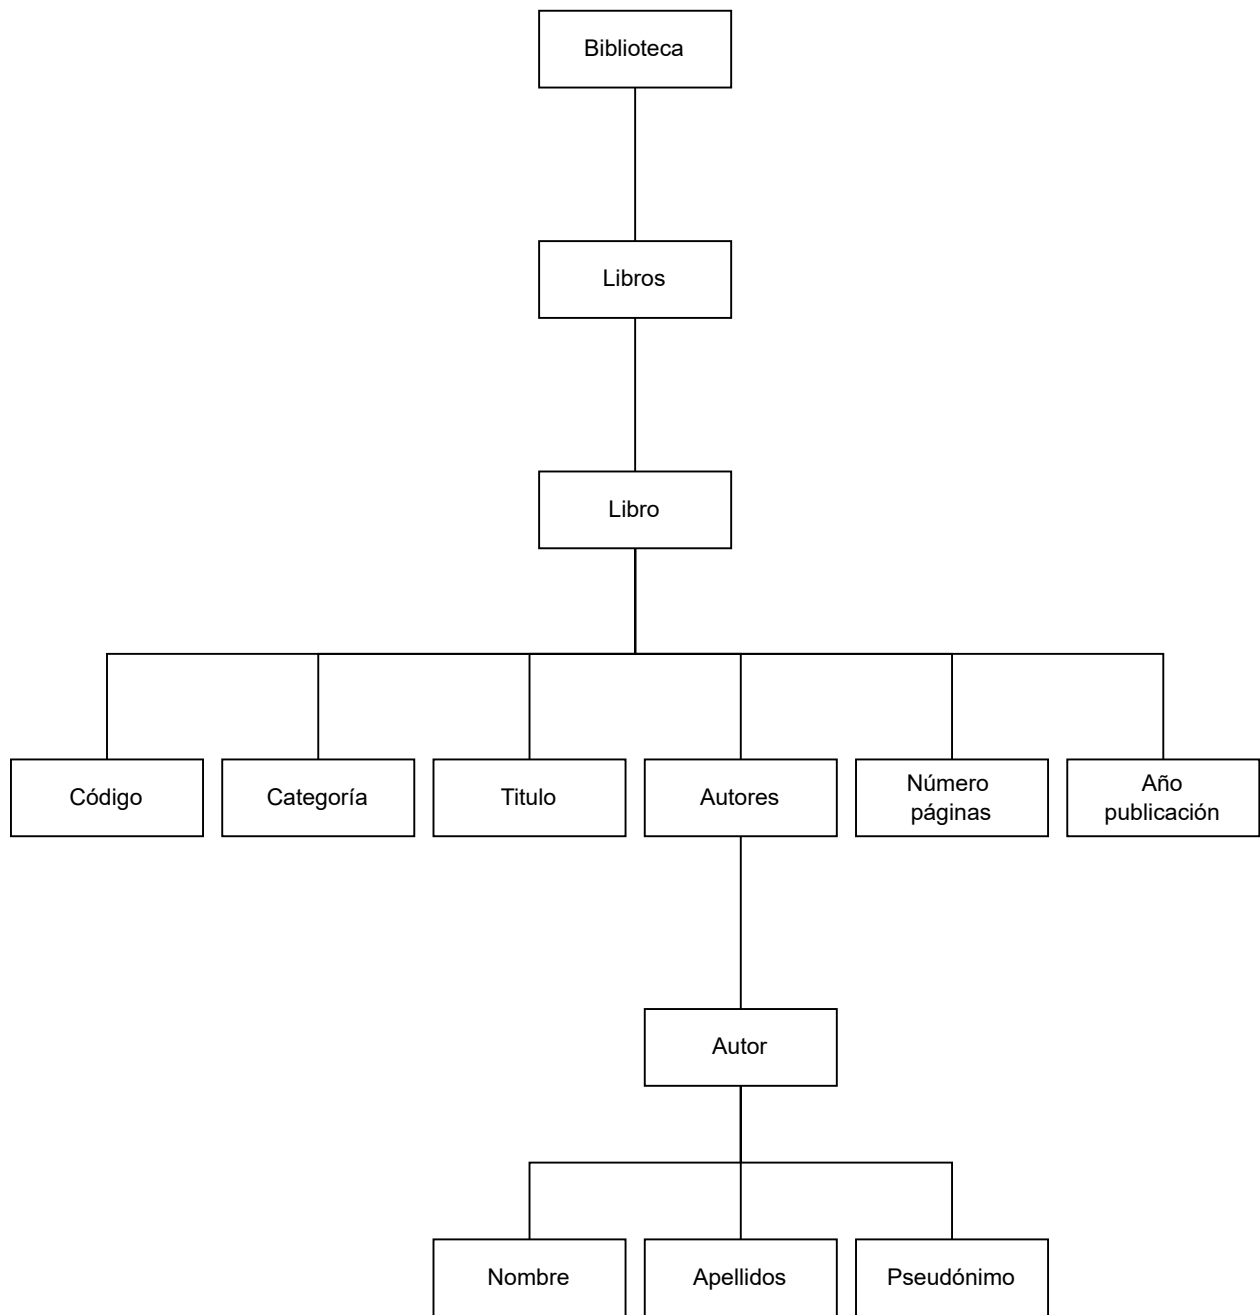 Biblioteca
Libros
Libro
Código
Categoría
Titulo
Autores
Número
páginas
Año
publicación
Autor
Nombre
Apellidos
Pseudónimo